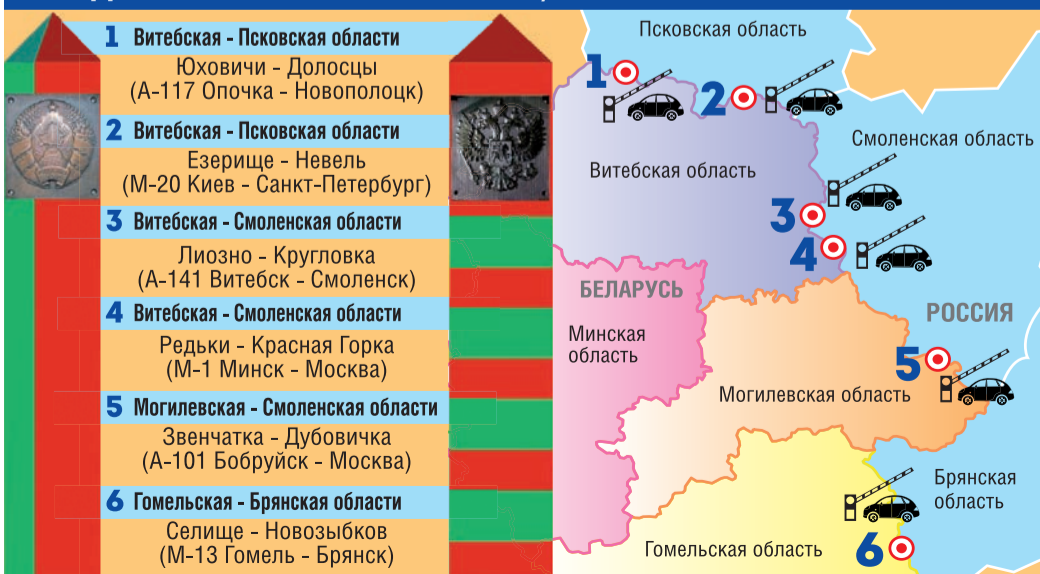 1 Витебская - Псковская области
Юховичи - Долосцы
(А-117 Опочка - Новополоцк)
2 Витебская - Псковская области
Езерище - Невель
(М-20 Киев - Санкт-Петербург)
3 Витебская - Смоленская области
Лиозно - Кругловка
(А-141 Витебск - Смоленск)
4 Витебская - Смоленская области
Редьки - Красная Горка
(М-1 Минск - Москва)
5 Могилевская - Смоленская области
Звенчатка - Дубовичка
(А-101 Бобруйск - Москва)
6 Гомельская - Брянская области
Селище - Новозыбков
(М-13 Гомель - Брянск)
Псковская область
1
2
Смоленская область
Витебская область
3
4
БЕЛАРУСЬ
РОССИЯ
Минская
область
5
Могилевская область
Брянская
область
Гомельская область
6